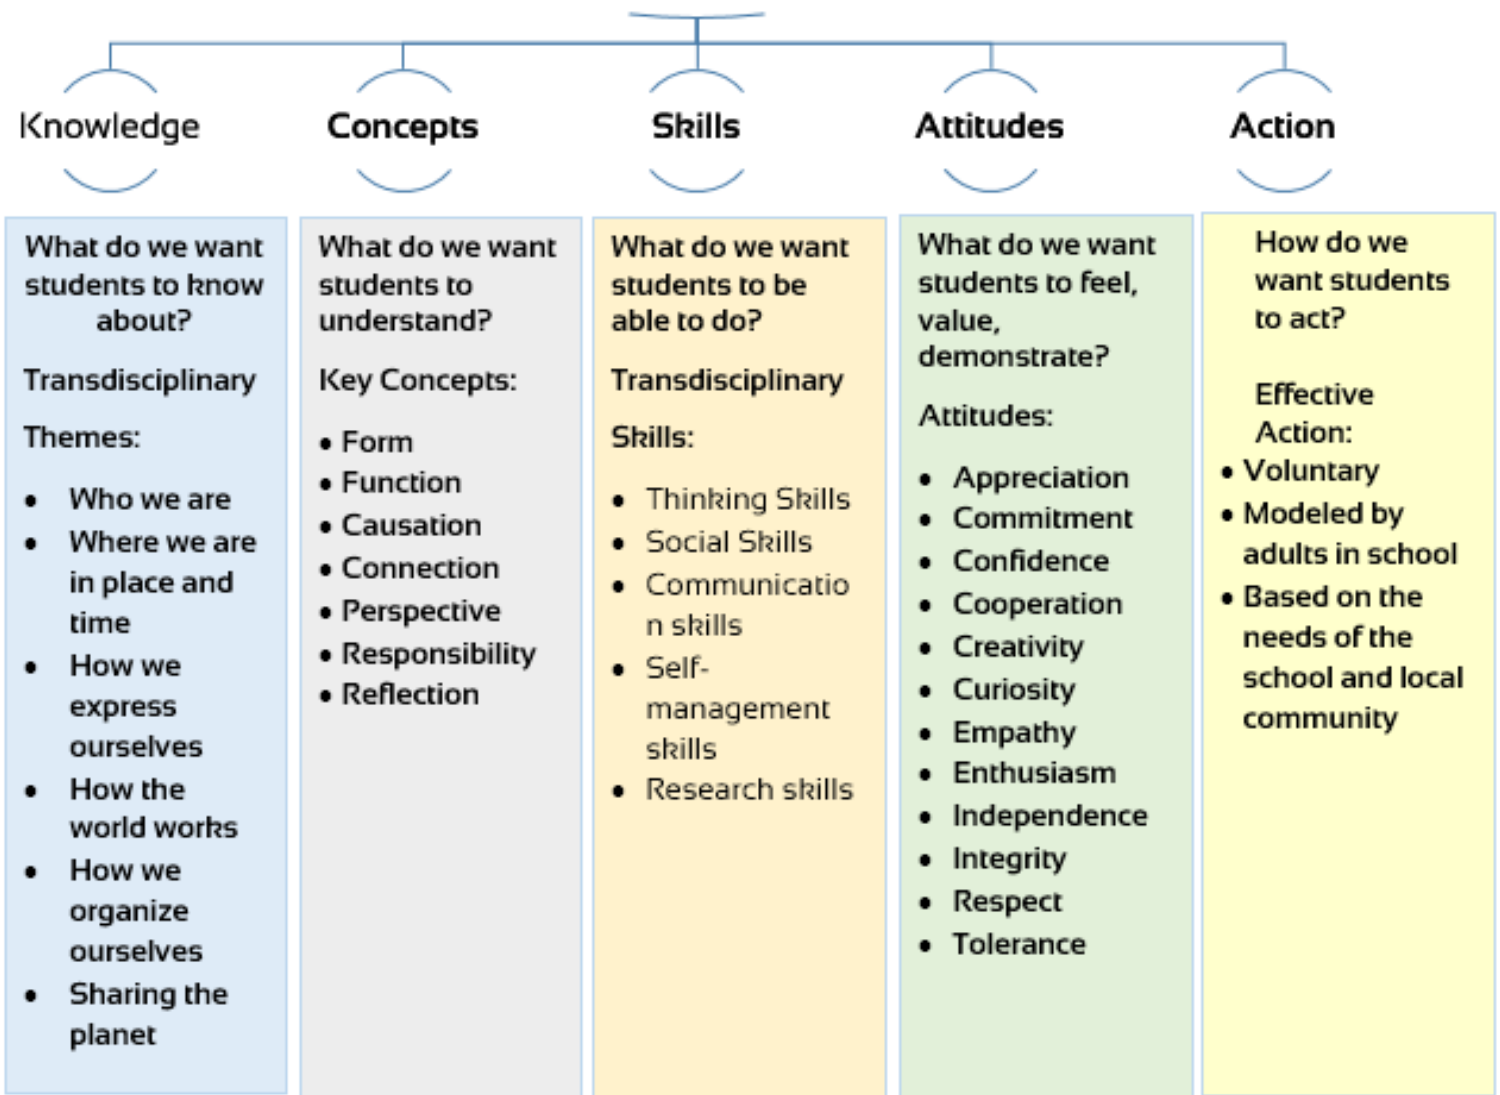 Knowledge
Concepts
Skills
Attitudes
Action
What do we want
students to know
about?
Transdisciplinary
Themes:
• Who we are
• Where we are
in place and
time
• How we
express
ourselves
• How the
world works
• How we
organize
ourselves
• Sharing the
planet
What do we want
students to
understand?
Key Concepts:
• Form
• Function
• Causation
• Connection
• Perspective
• Responsibility
• Reflection
What do we want
students to be
able to do?
Transdisciplinary
Skills:
• Thinking Skills
• Social Skills
• Communicatio
n skills
• Self-
management
skills
• Research skills
What do we want
students to feel,
value,
demonstrate?
Attitudes:
• Appreciation
• Commitment
• Confidence
• Cooperation
• Creativity
• Curiosity
• Empathy
• Enthusiasm
• Independence
• Integrity
• Respect
• Tolerance
How do we
want students
to act?
Effective
Action:
• Voluntary
• Modeled by
adults in school
• Based on the
needs of the
school and local
community